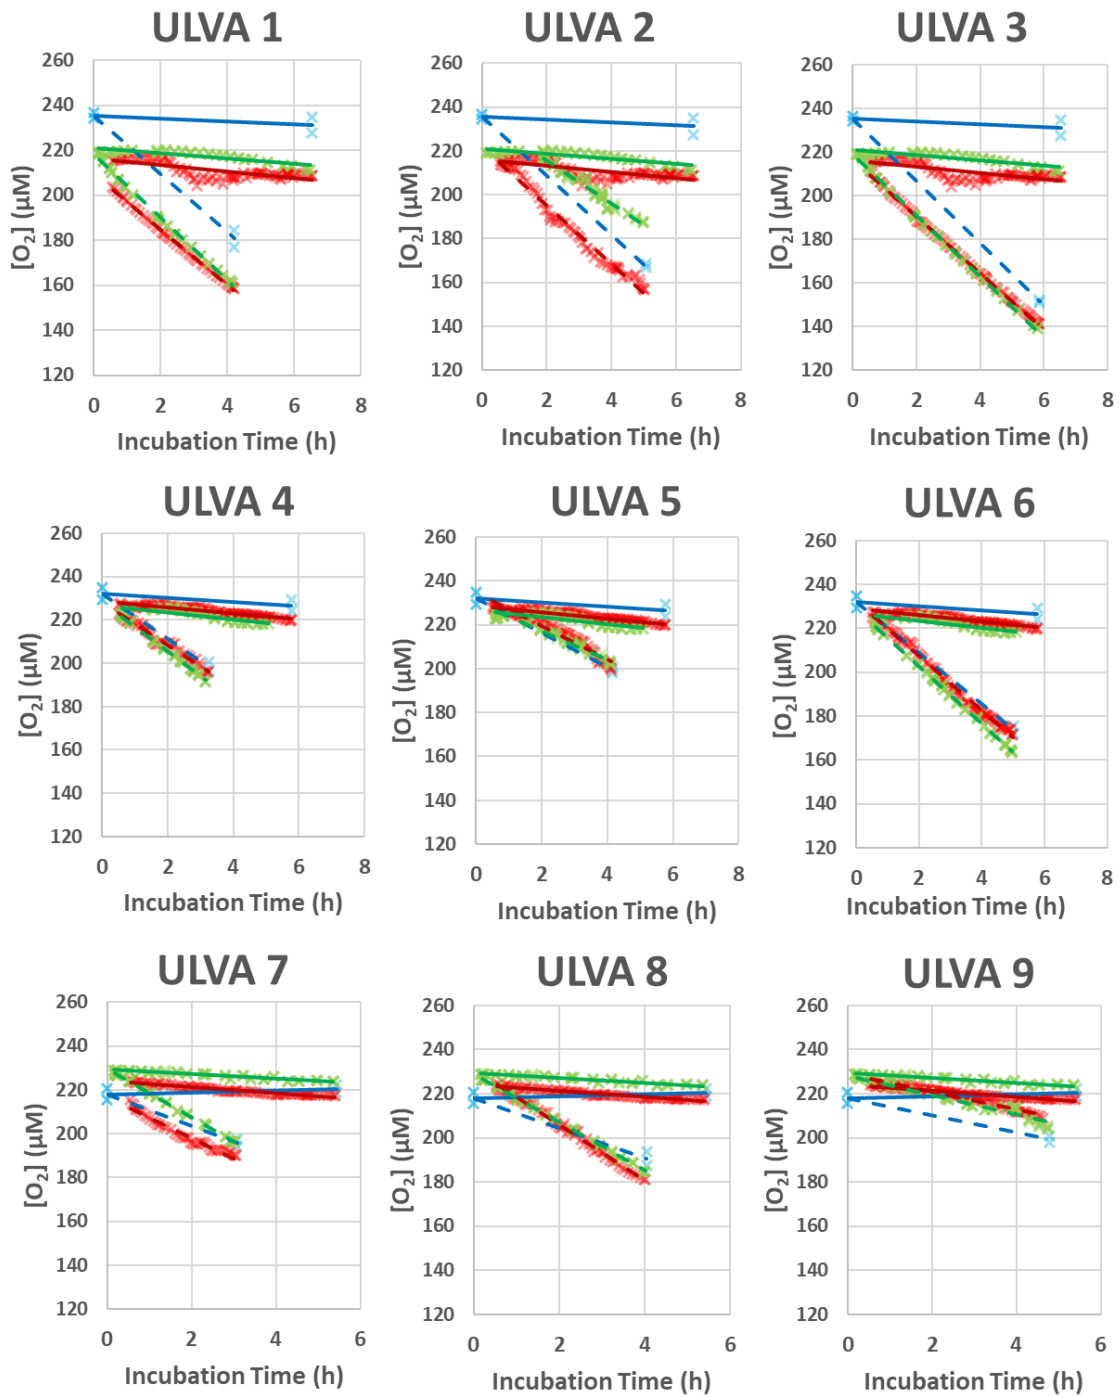 ULVA 1 ULVA 2 ULVA 3
260 260 260
240 240 240
220 220 220
200 200 200
180 180 180
160 160 160
140 140 140
120 120 120
[O₂] (µM) [O₂] (µM) [O₂] (µM)
0 2 4 6 8 0 2 4 6 8 0 2 4 6 8
Incubation Time (h) Incubation Time (h) Incubation Time (h)
ULVA 4 ULVA 5 ULVA 6
260 260 260
240 240 240
220 220 220
200 200 200
180 180 180
160 160 160
140 140 140
120 120 120
[O₂] (µM) [O₂] (µM) [O₂] (µM)
0 2 4 6 8 0 2 4 6 8 0 2 4 6 8
Incubation Time (h) Incubation Time (h) Incubation Time (h)
ULVA 7 ULVA 8 ULVA 9
260 260 260
240 240 240
220 220 220
200 200 200
180 180 180
160 160 160
140 140 140
120 120 120
[O₂] (µM) [O₂] (µM) [O₂] (µM)
0 2 4 6 0 2 4 6 0 2 4 6
Incubation Time (h) Incubation Time (h) Incubation Time (h)